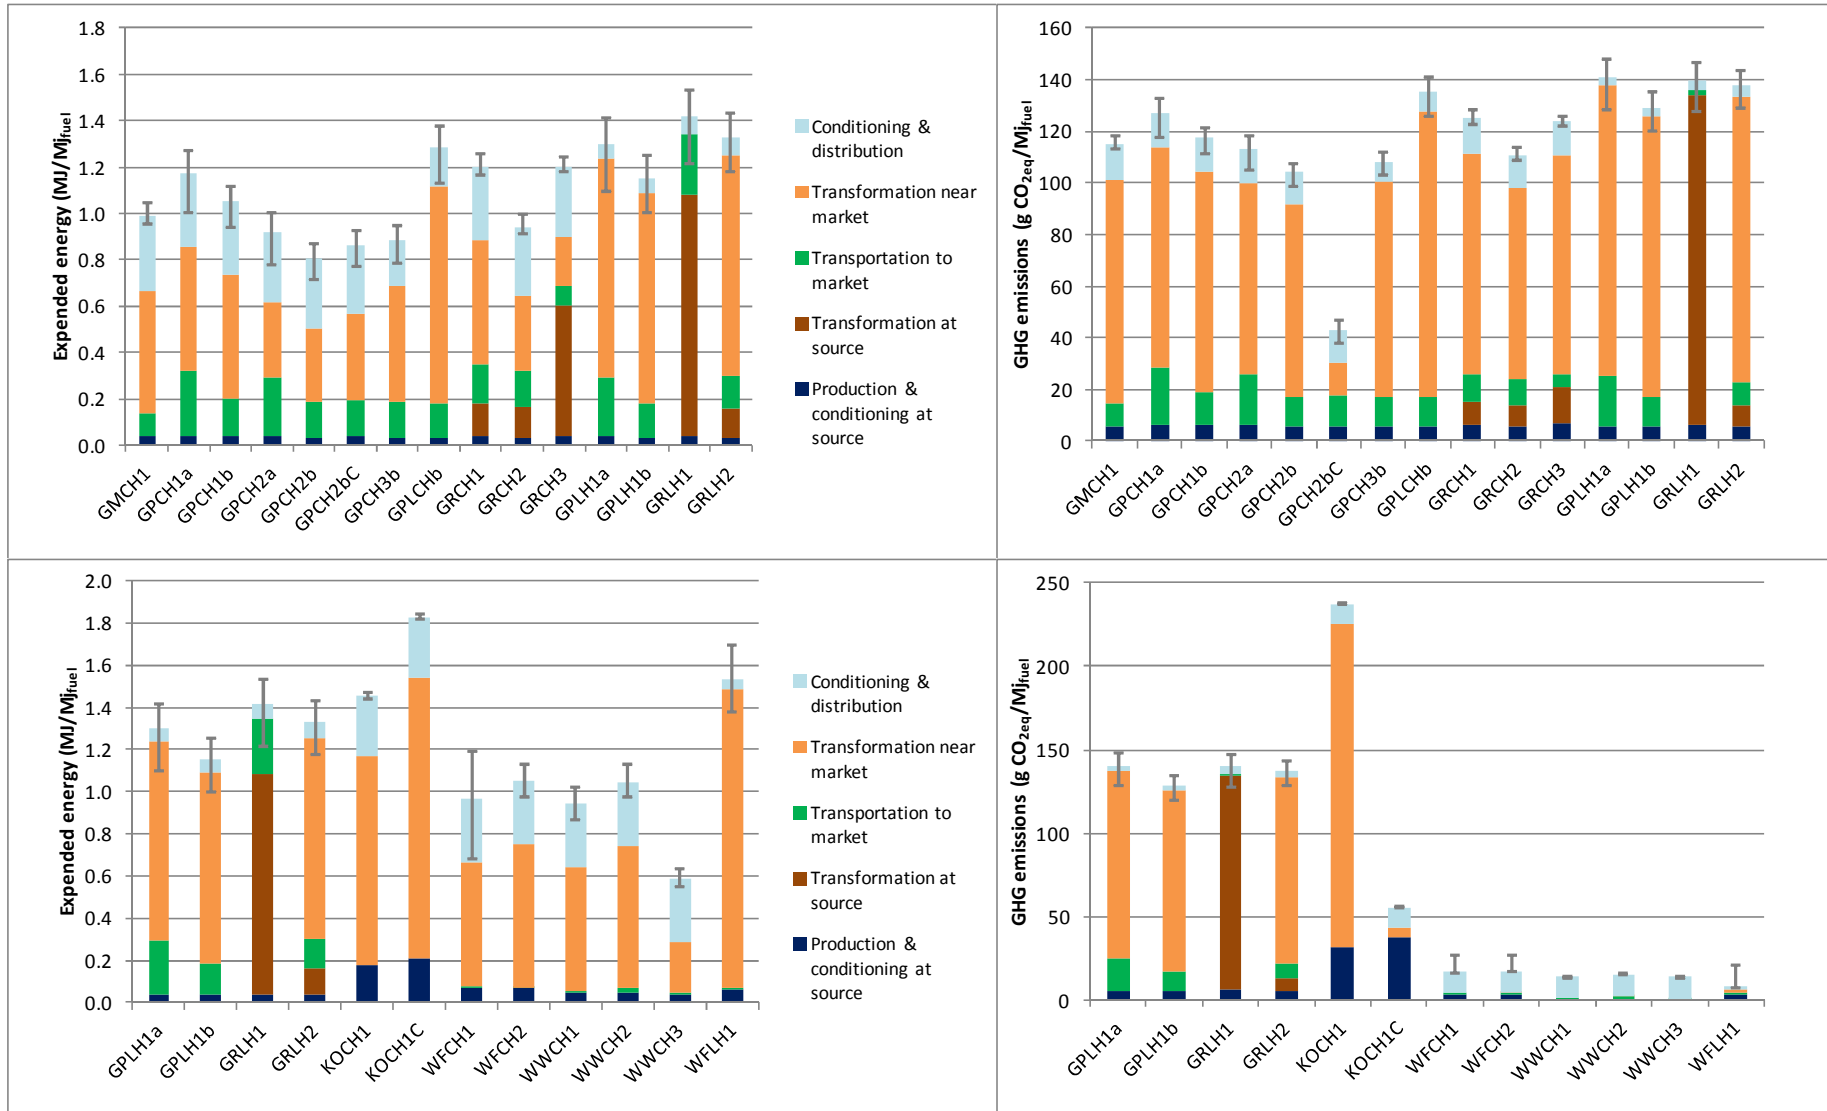 1.8
1.6
1.4
1.2
1.0
0.8
0.6
0.4
0.2
0.0
Expended energy (MJ/Mjfuel)
GMCH1
GPCH1a
GPCH1b
GPCH2a
GPCH2b
GPCH2bC
GPCH3b
GPLCHb
GRCH1
GRCH2
GRCH3
GPLH1a
GPLH1b
GRLH1
GRLH2
Conditioning &
distribution
Transformation near
market
Transportation to
market
Transformation at
source
Production &
conditioning at
source
160
140
120
100
80
60
40
20
0
GHG emissions (g CO2eq/Mjfuel
GMCH1
GPCH1a
GPCH1b
GPCH2a
GPCH2b
GPCH2bC
GPCH3b
GPLCHb
GRCH1
GRCH2
GRCH3
GPLH1a
GPLH1b
GRLH1
GRLH2
2.0
1.8
1.6
1.4
1.2
1.0
0.8
0.6
0.4
0.2
0.0
Expended energy (MJ/Mjfuel
GPLH1a
GPLH1b
GRLH1
GRLH2
KOCH1
KOCH1C
WFCH1
WFCH2
WWCH1
WWCH2
WWCH3
WFLH1
Conditioning &
distribution
Transformation near
market
Transportation to
market
Transformation at
source
Production &
conditioning at
source
250
200
150
100
50
0
GHG emissions (g CO2eq/Mjfuel
GPLH1a
GPLH1b
GRLH1
GRLH2
KOCH1
KOCH1C
WFCH1
WFCH2
WWCH1
WWCH2
WWCH3
WFLH1